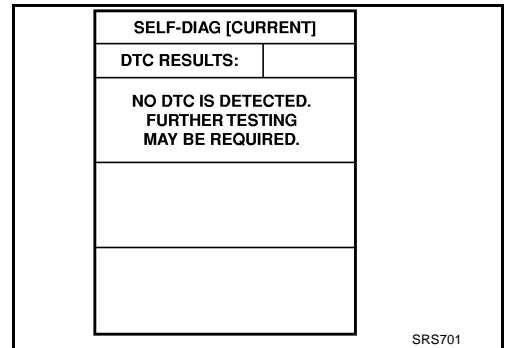 SELF-DIAG [CURRENT]
DTC RESULTS:
NO DTC IS DETECTED.
FURTHER TESTING
MAY BE REQUIRED.
SRS701